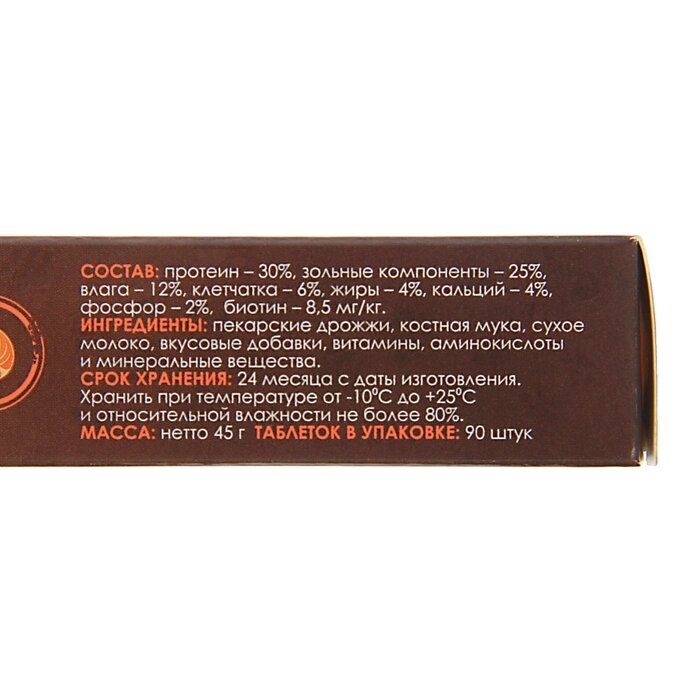 СОСТАВ: протеин – 30%, зольные компоненты – 25%,
влага – 12%, клетчатка – 6%, жиры – 4%, кальций – 4%,
фосфор – 2%, биотин – 8,5 мг/кг.
ИНГРЕДИЕНТЫ: пекарские дрожжи, костная мука, сухое
молоко, вкусовые добавки, витамины, аминокислоты
и минеральные вещества.
СРОК ХРАНЕНИЯ: 24 месяца с даты изготовления.
Хранить при температуре от -10⁰С до +25⁰С
и относительной влажности не более 80%.
МАССА: нетто 45 г ТАБЛЕТОК В УПАКОВКЕ: 90 штук